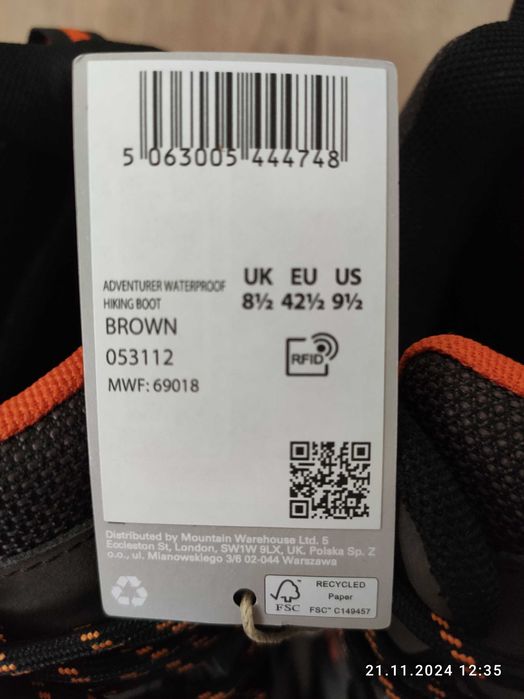 5 063005 444748
ADVENTURER WATERPROOF
HIKING BOOT
BROWN
053112
MWF: 69018
UK EU US
8½ 42½ 9½
RFID
Distributed by Mountain Warehouse Ltd. 5
Eccleston St, London, SW1W 9LX, UK. Polska Sp. Z
o.o., ul. Mianowskiego 3/6 02-044 Warszawa
FSC
RECYCLED
Paper
FSC™ C149457
21.11.2024 12:35